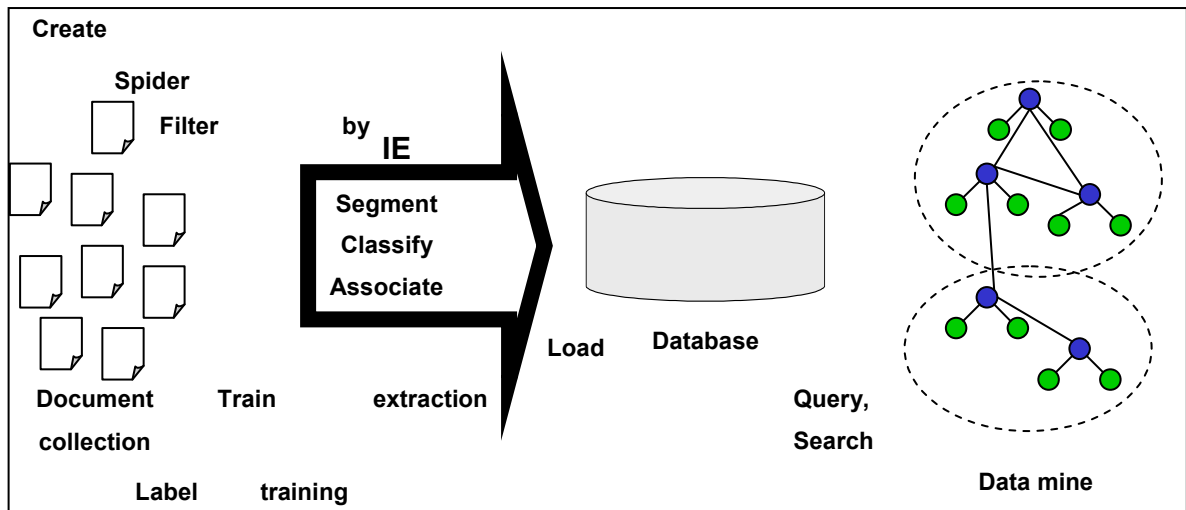 Create
Spider
Filter by
IE
Segment
Classify
Associate
Load
Database
Document Train extraction
collection
Query,
Search
Label training
Data mine